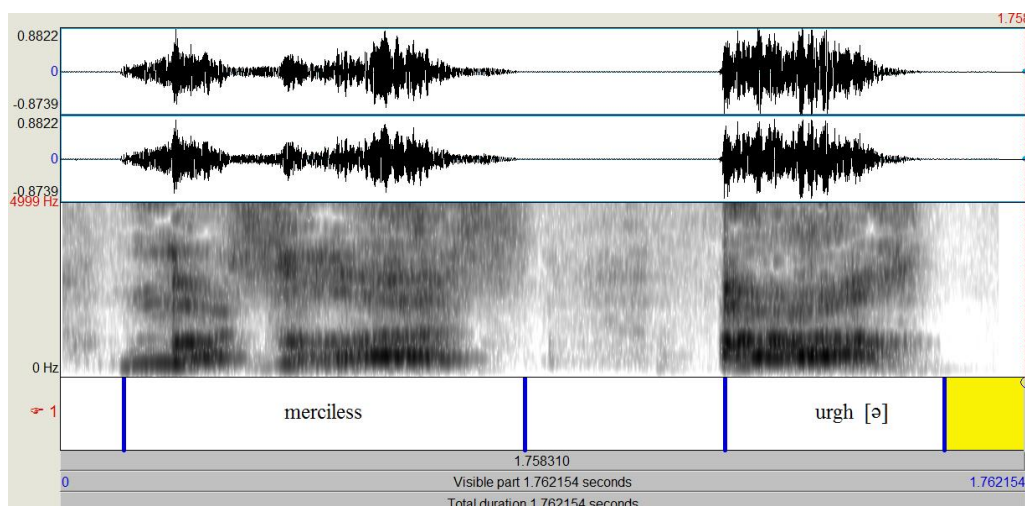 1.758
0.8822
0
-0.8739
0.8822
0
-0.8739
4999 Hz
0 Hz
1 merciless urgh [ə]
1.758310
0 Visible part 1.762154 seconds 1.762154
Total duration 1.762154 seconds